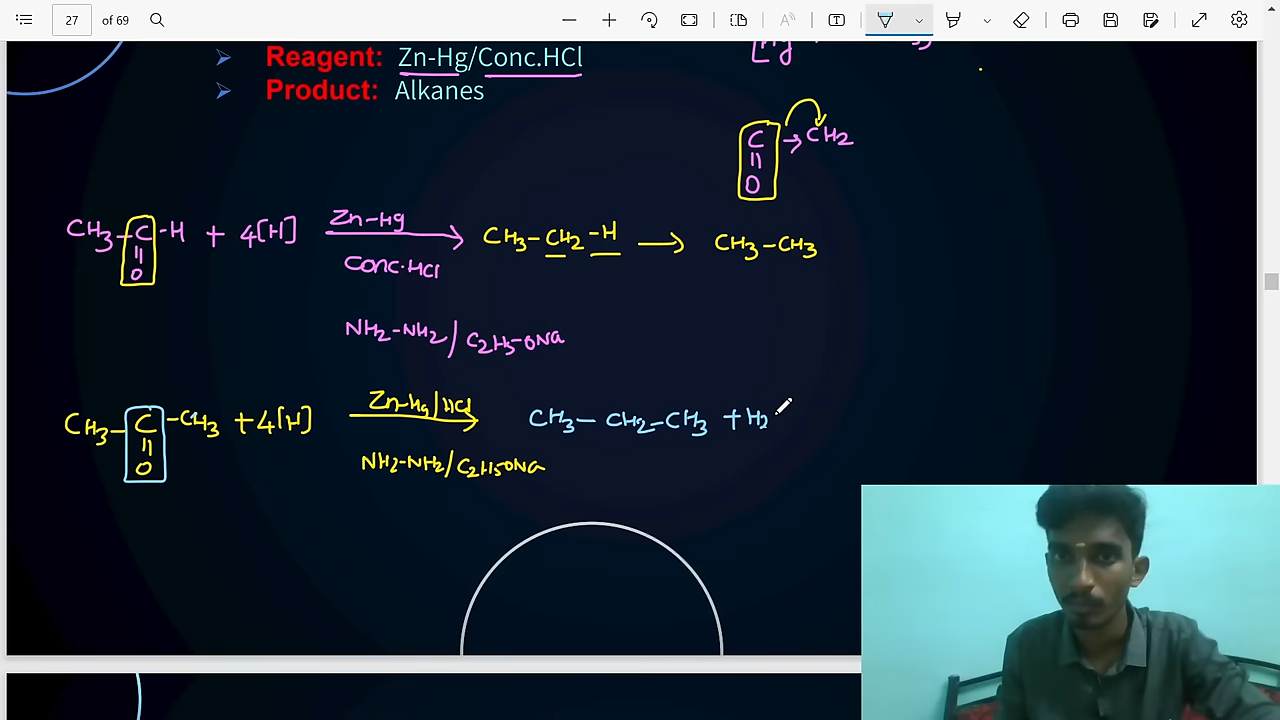 27 of 69
Reagent: Zn-Hg/Conc.HCl
Product: Alkanes
C → CH2
||
O
CH3-C-H + 4[H] Zn-Hg CH3-CH2-H → CH3-CH3
||
O
Conc.HCl
NH2-NH2/C2H5-ONa
CH3-C-CH3 + 4[H] Zn-Hg/HCl CH3-CH2-CH3 + H2
||
O
NH2-NH2/C2H5ONa